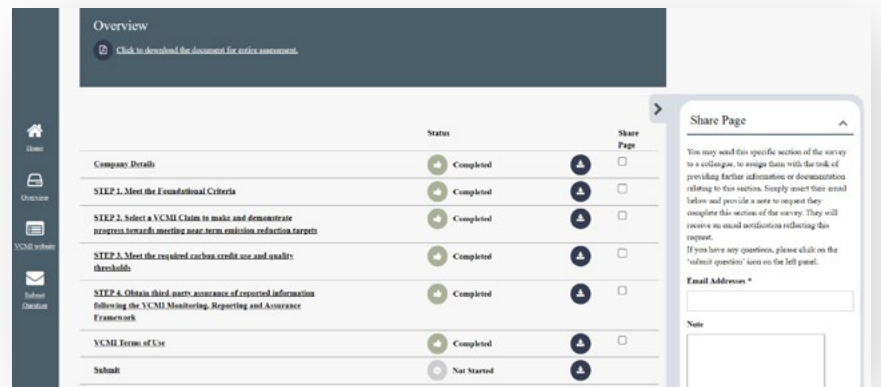 Overview
Click to download the document for entire assessment.
Home
Overview
VCMI website
Submit
Question
Status
Share
Page
Company Details
Completed
STEP 1. Meet the Foundational Criteria
Completed
STEP 2. Select a VCMI Claim to make and demonstrate
progress towards meeting near term emission reduction targets
Completed
STEP 3. Meet the required carbon credit use and quality
thresholds
Completed
STEP 4. Obtain third-party assurance of reported information
following the VCMI Monitoring, Reporting and Assurance
Framework
Completed
VCMI Terms of Use
Completed
Submit
Not Started
Share Page
You may send this specific section of the survey
to a colleague, to assign them with the task of
providing further information or documentation
relating to this section. Simply insert their email
below and provide a note to request they
complete this section of the survey. They will
receive an email notification reflecting this
request.
If you have any questions, please click on the
'submit question' icon on the left panel.
Email Addresses *
Note